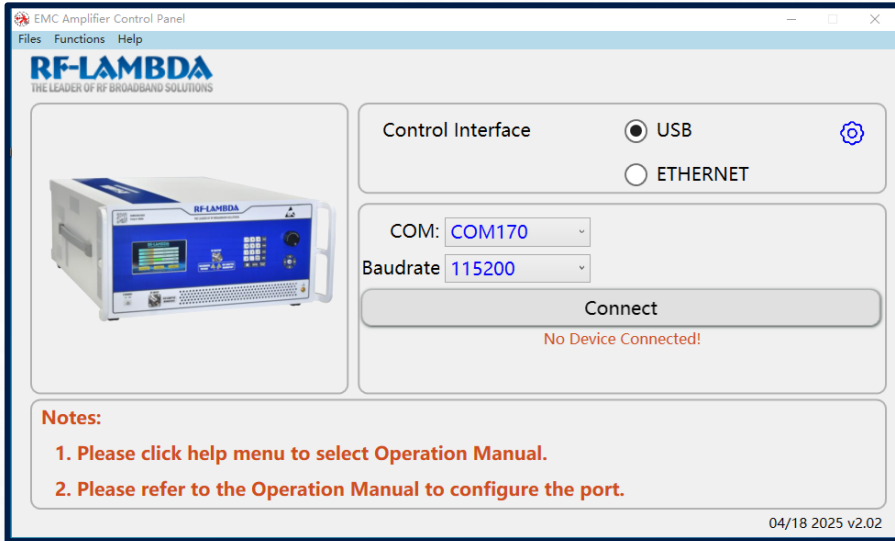 EMC Amplifier Control Panel
Files Functions Help
RF-LAMBDA
THE LEADER OF RF BROADBAND SOLUTIONS
Control Interface
USB
ETHERNET
RF-LAMBDA
COM: COM170
Baudrate 115200
Connect
No Device Connected!
Notes:
1. Please click help menu to select Operation Manual.
2. Please refer to the Operation Manual to configure the port.
04/18 2025 v2.02